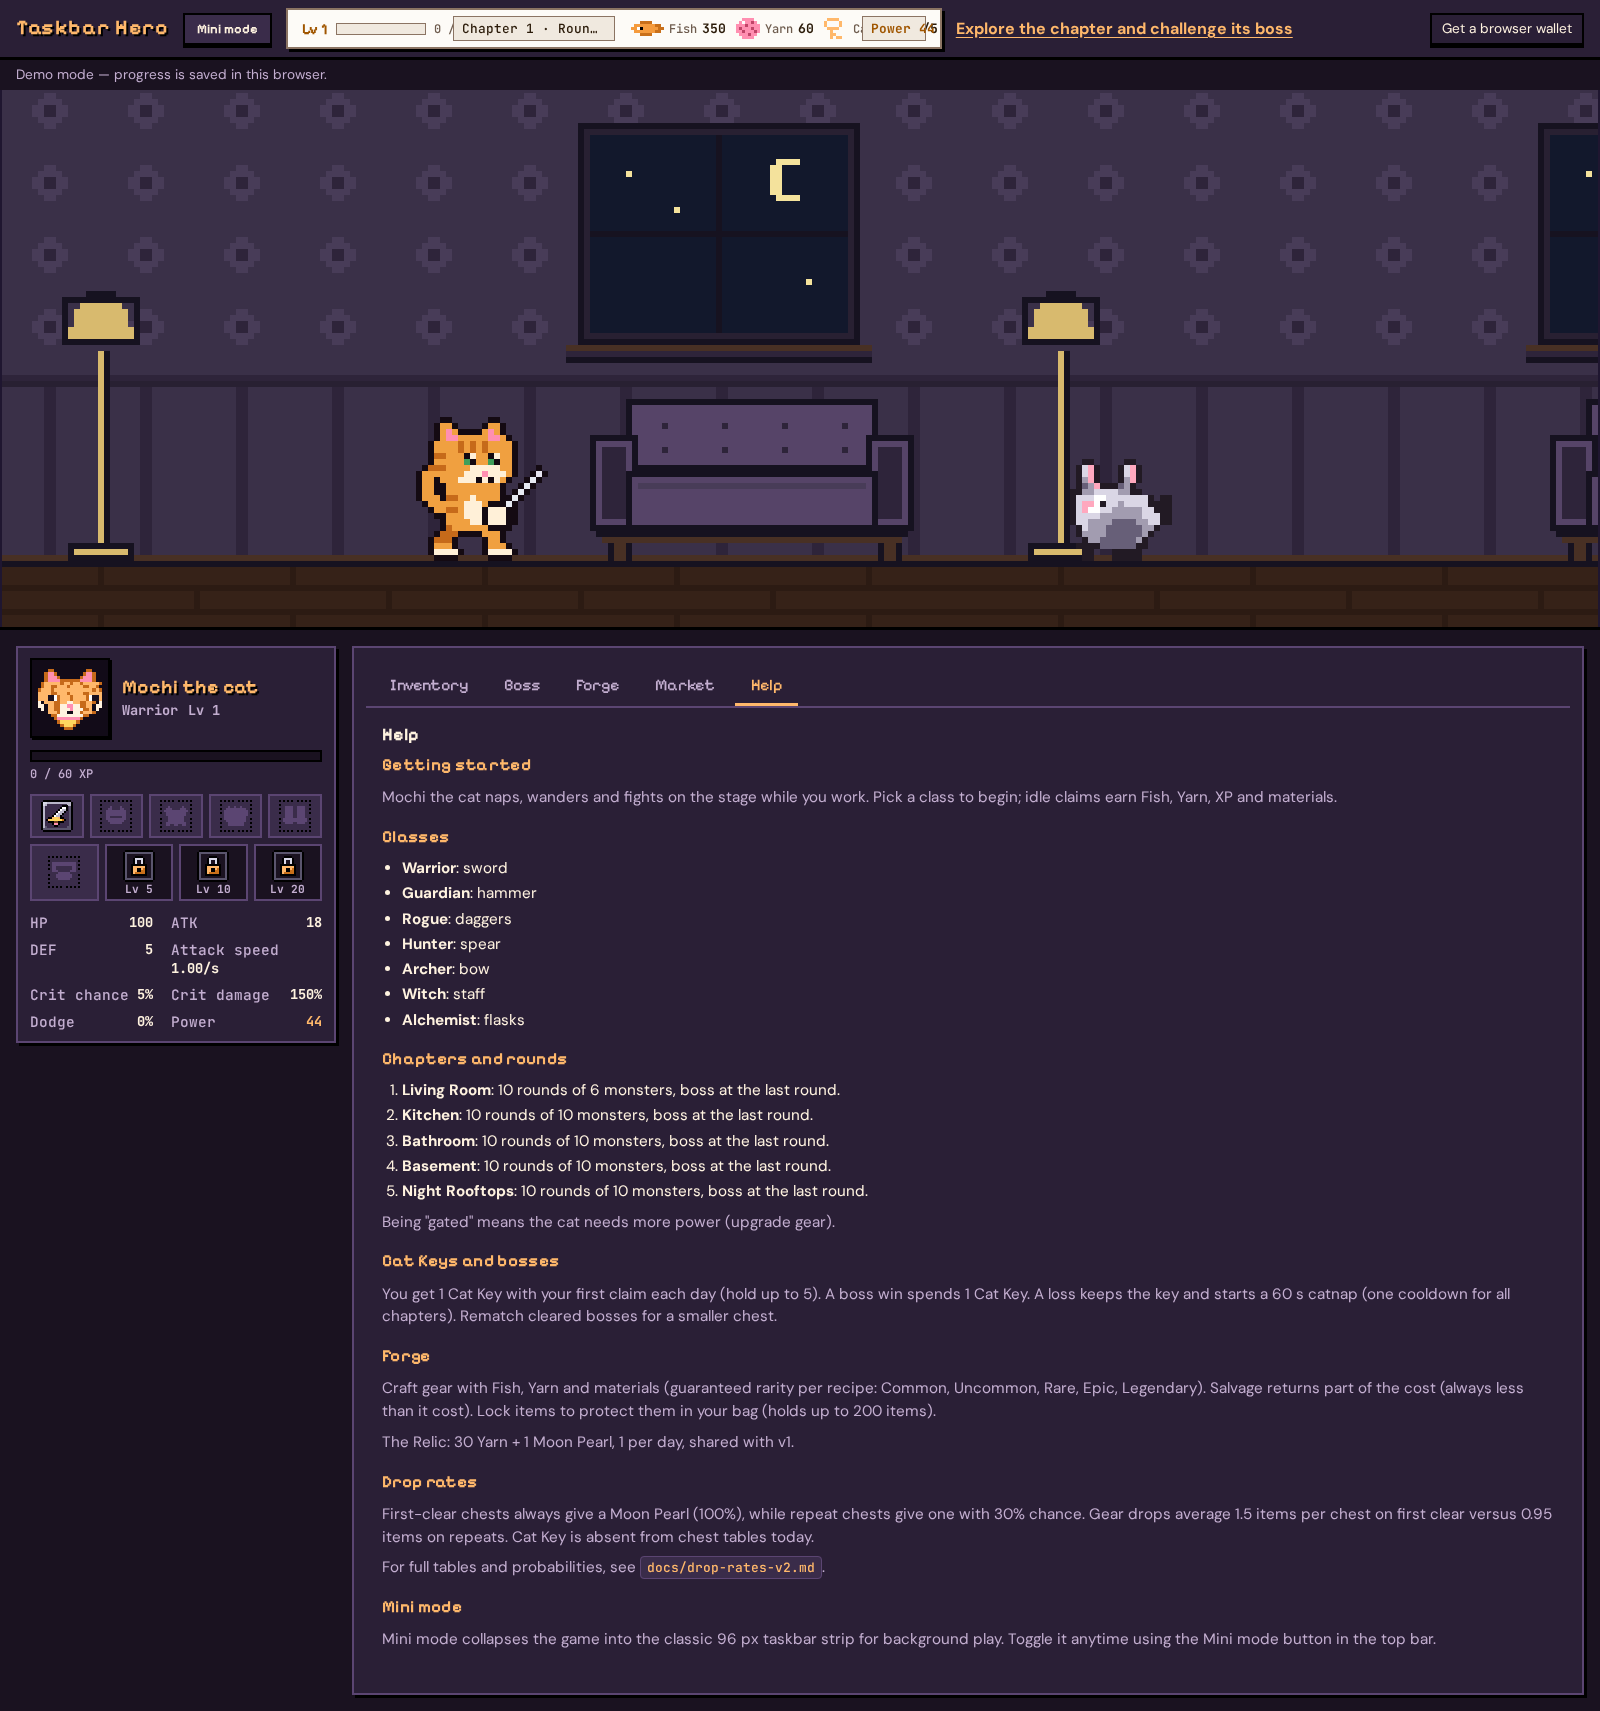 Taskbar Hero
Mini mode
Lv 1
0 /
Chapter 1 · Roun…
Fish 350
Yarn 60
Power
Explore the chapter and challenge its boss
Get a browser wallet
Demo mode — progress is saved in this browser.
Mochi the cat
Warrior Lv 1
0 / 60 XP
Lv 5
Lv 10
Lv 20
HP 100 ATK 18
DEF 5 Attack speed
1.00/s
Crit chance 5% Crit damage 150%
Dodge 0% Power 44
Inventory Boss Forge Market Help
Help
Getting started
Mochi the cat naps, wanders and fights on the stage while you work. Pick a class to begin; idle claims earn Fish, Yarn, XP and materials.
Classes
• Warrior: sword
• Guardian: hammer
• Rogue: daggers
• Hunter: spear
• Archer: bow
• Witch: staff
• Alchemist: flasks
Chapters and rounds
1. Living Room: 10 rounds of 6 monsters, boss at the last round.
2. Kitchen: 10 rounds of 10 monsters, boss at the last round.
3. Bathroom: 10 rounds of 10 monsters, boss at the last round.
4. Basement: 10 rounds of 10 monsters, boss at the last round.
5. Night Rooftops: 10 rounds of 10 monsters, boss at the last round.
Being "gated" means the cat needs more power (upgrade gear).
Cat Keys and bosses
You get 1 Cat Key with your first claim each day (hold up to 5). A boss win spends 1 Cat Key. A loss keeps the key and starts a 60 s catnap (one cooldown for all
chapters). Rematch cleared bosses for a smaller chest.
Forge
Craft gear with Fish, Yarn and materials (guaranteed rarity per recipe: Common, Uncommon, Rare, Epic, Legendary). Salvage returns part of the cost (always less
than it cost). Lock items to protect them in your bag (holds up to 200 items).
The Relic: 30 Yarn + 1 Moon Pearl, 1 per day, shared with v1.
Drop rates
First-clear chests always give a Moon Pearl (100%), while repeat chests give one with 30% chance. Gear drops average 1.5 items per chest on first clear versus 0.95
items on repeats. Cat Key is absent from chest tables today.
For full tables and probabilities, see docs/drop-rates-v2.md.
Mini mode
Mini mode collapses the game into the classic 96 px taskbar strip for background play. Toggle it anytime using the Mini mode button in the top bar.